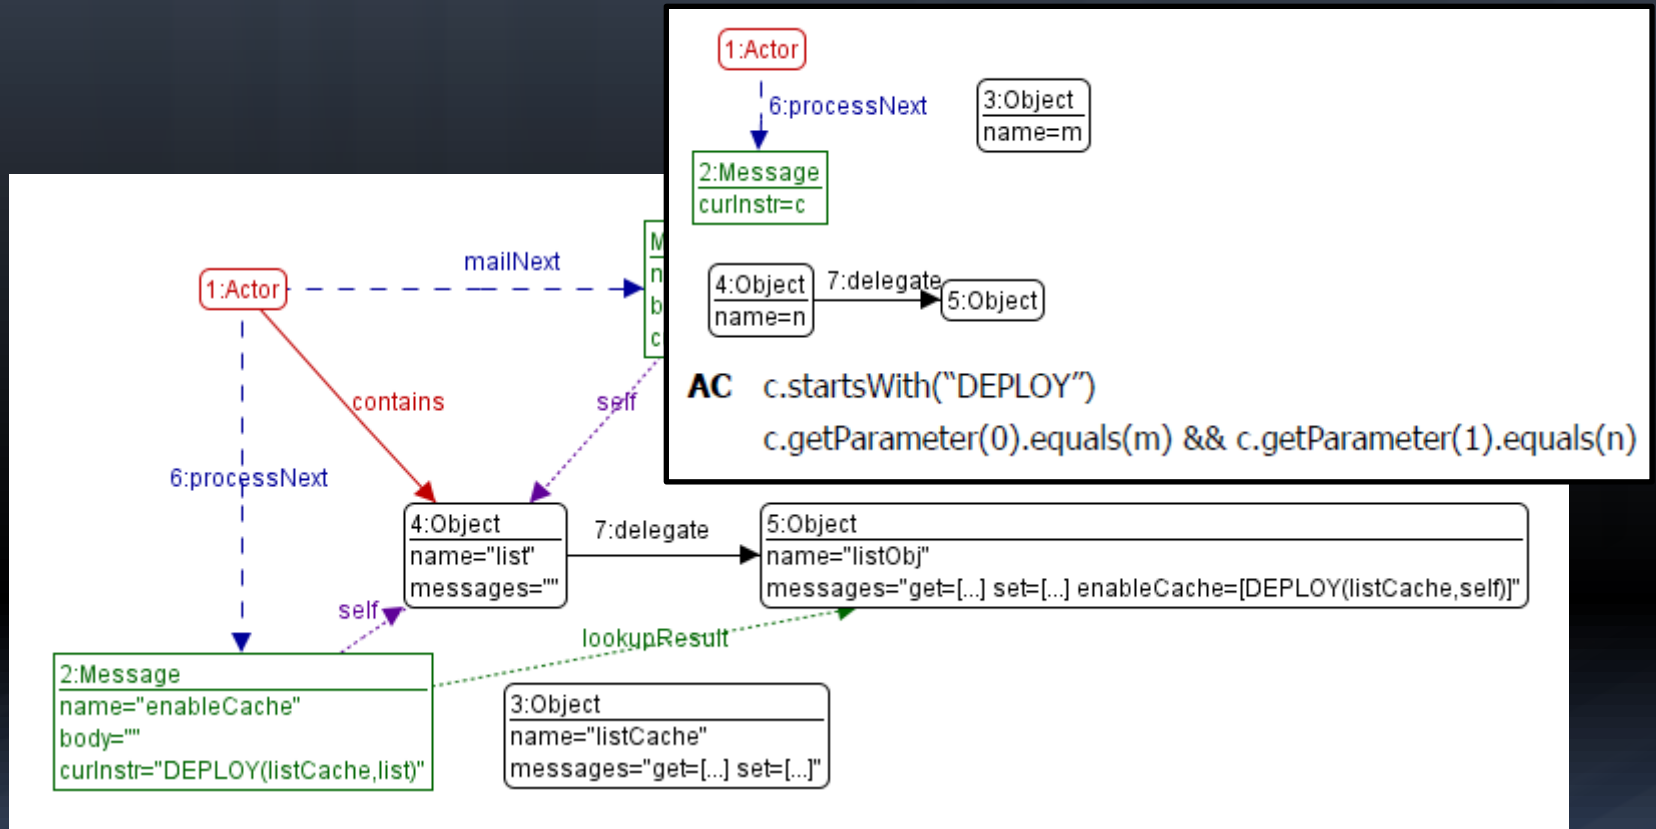 1:Actor
6:processNext
3:Object
name=m
2:Message
curInstr=c
4:Object
name=n
7:delegate
5:Object
AC c.startsWith(“DEPLOY”)
c.getParameter(0).equals(m) && c.getParameter(1).equals(n)
mailNext
1:Actor
M
n
b
c
contains
self
6:processNext
4:Object
name="list"
messages=""
7:delegate
5:Object
name="listObj"
messages="get=[...] set=[...] enableCache=[DEPLOY(listCache,self)]"
self
lookupResult
2:Message
name="enableCache"
body=""
curInstr="DEPLOY(listCache,list)"
3:Object
name="listCache"
messages="get=[...] set=[...]"